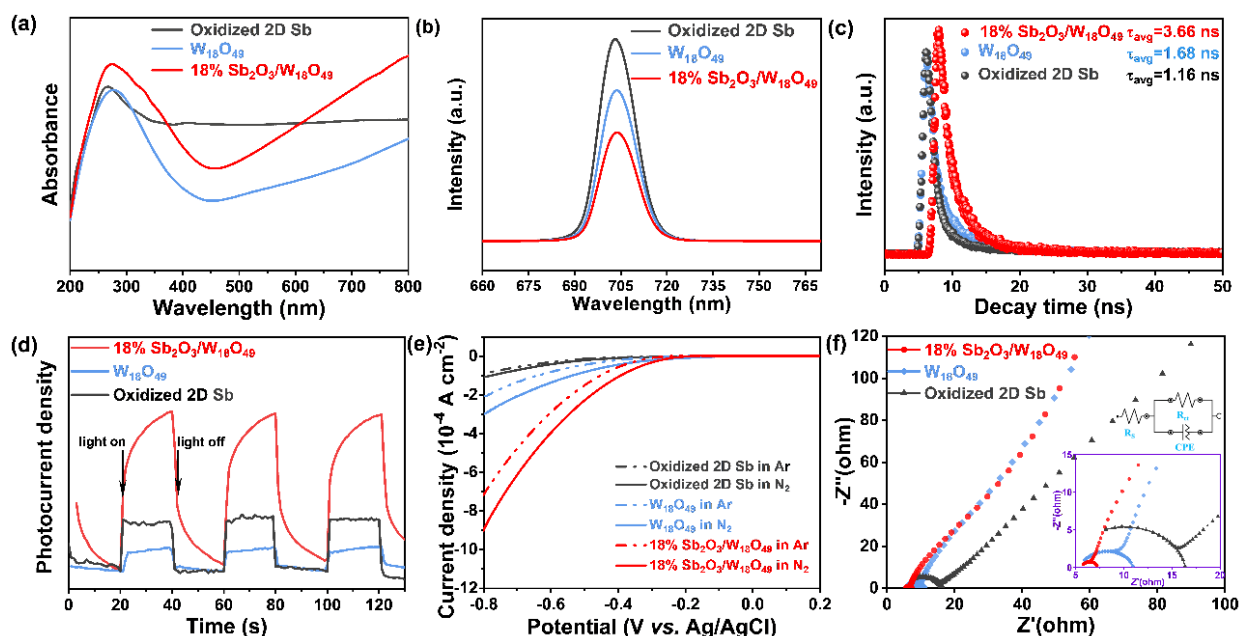 (a)
Oxidized 2D Sb
W₁₈O₄₉
18% Sb₂O₃/W₁₈O₄₉
Absorbance
200 300 400 500 600 700 800
Wavelength (nm)
(b)
Oxidized 2D Sb
W₁₈O₄₉
18% Sb₂O₃/W₁₈O₄₉
Intensity (a.u.)
660 675 690 705 720 735 750 765
Wavelength (nm)
(c)
18% Sb₂O₃/W₁₈O₄₉ τavg=3.66 ns
W₁₈O₄₉ τavg=1.68 ns
Oxidized 2D Sb τavg=1.16 ns
Intensity (a.u.)
0 10 20 30 40 50
Decay time (ns)
(d)
18% Sb₂O₃/W₁₈O₄₉
W₁₈O₄₉
Oxidized 2D Sb
light on
light off
Photocurrent density
0 20 40 60 80 100 120
Time (s)
(e)
2
0
-2
-4
-6
-8
-10
-12
-14
Current density (10⁻⁴ A cm⁻²)
Oxidized 2D Sb in Ar
Oxidized 2D Sb in N₂
W₁₈O₄₉ in Ar
W₁₈O₄₉ in N₂
18% Sb₂O₃/W₁₈O₄₉ in Ar
18% Sb₂O₃/W₁₈O₄₉ in N₂
-0.8 -0.6 -0.4 -0.2 0.0 0.2
Potential (V vs. Ag/AgCl)
(f)
120
100
80
60
40
20
0
-Z''(ohm)
18% Sb₂O₃/W₁₈O₄₉
W₁₈O₄₉
Oxidized 2D Sb
Rs
Rct
CPE
15
10
5
0
-Z''(ohm)
5 10 15 20
Z'(ohm)
0 20 40 60 80 100
Z'(ohm)